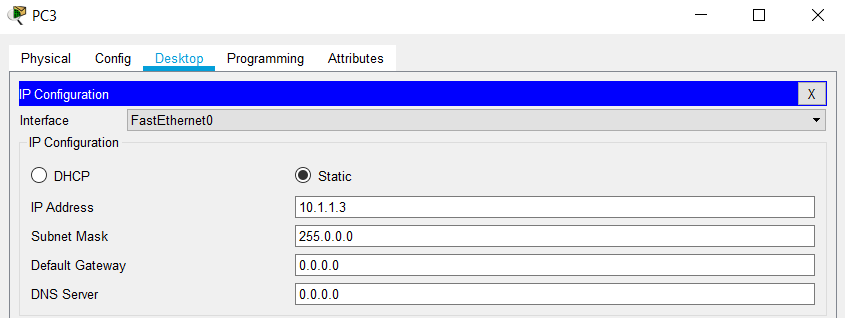 PC3
Physical Config Desktop Programming Attributes
IP Configuration X
Interface FastEthernet0
IP Configuration
DHCP Static
IP Address 10.1.1.3
Subnet Mask 255.0.0.0
Default Gateway 0.0.0.0
DNS Server 0.0.0.0